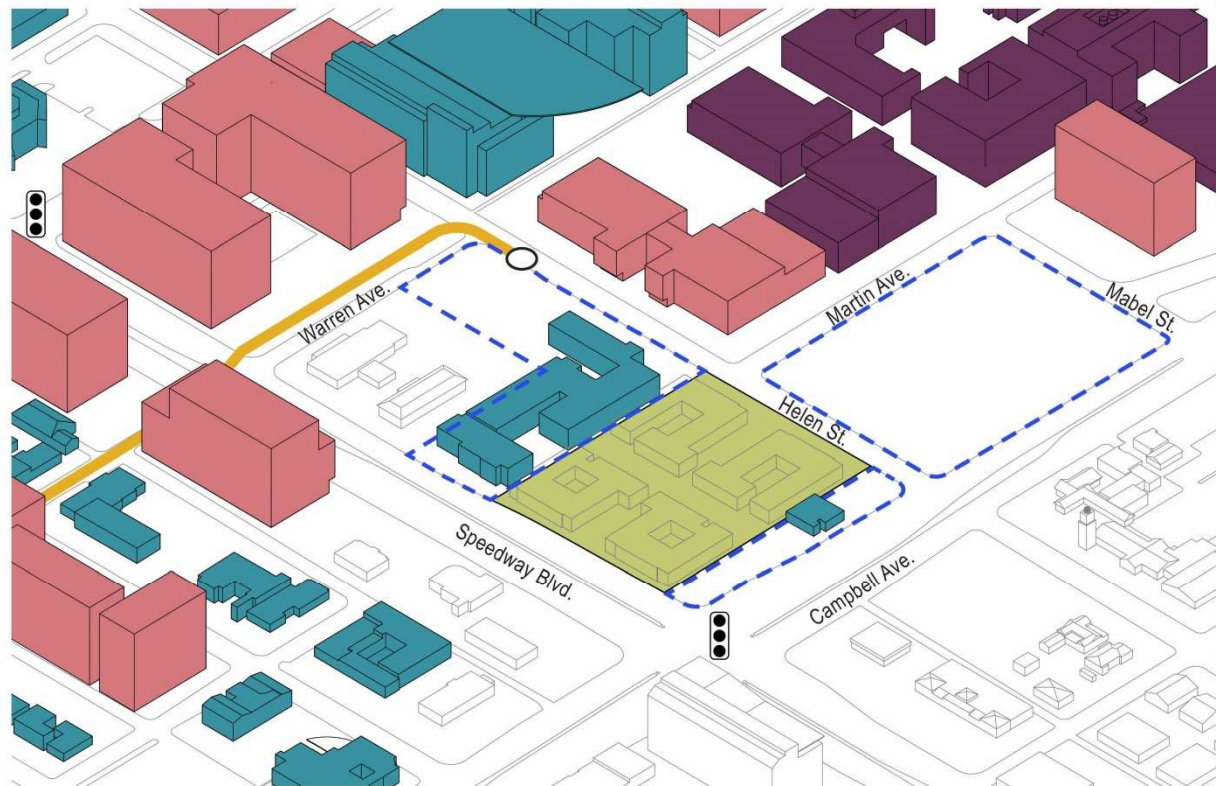 Warren Ave.
Martin Ave.
Mabel St.
Helen St.
Speedway Blvd.
Campbell Ave.